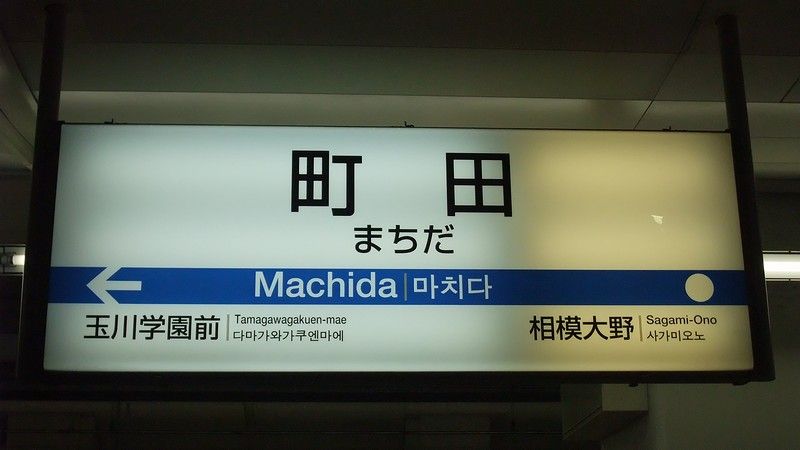 町田
まちだ
Machida 마치다
玉川学園前 Tamagawagakuen-mae
다마가와가쿠엔마에
相模大野 Sagami-Ono
사가미오노